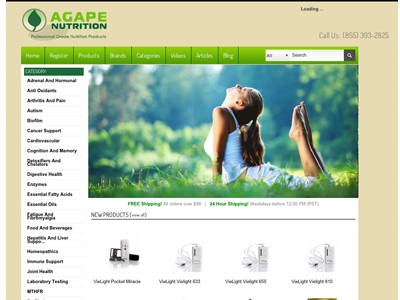 Loading ...
AGAPE
NUTRITION
Professional Grade Nutrition Products
Call Us: (855) 393-2825
Home Register Products Brands Categories Videos Articles Blog All Search
CATEGORY
Adrenal And Hormonal
Anti Oxidants
Arthritis And Pain
Autism
Biofilm
Cancer Support
Cardiovascular
Cognition And Memory
Detoxifiers And
Chelators
Digestive Health
Enzymes
Essential Fatty Acids
Essential Oils
Fatigue And
Fibromyalgia
Food And Beverages
Hepatitis And Liver
Suppo...
Homeopathics
Immune Support
Joint Health
Laboratory Testing
MTHFR
FREE Shipping! All orders over $99 | 24 Hour Shipping! Weekdays before 12:00 PM (PST)
NEW PRODUCTS (view all)
VieLight Pocket Miracle
VieLight Vielight 633
VieLight Vielight 655
VieLight Vielight 810